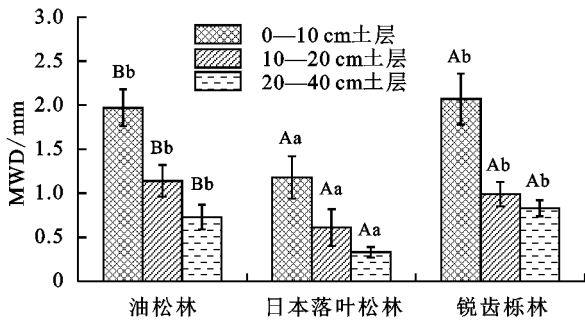 3.0
2.5
2.0
1.5
1.0
0.5
0
MWD/mm
0—10 cm土层
10—20 cm土层
20—40 cm土层
Bb
Bb
Bb
Aa
Aa
Aa
Ab
Ab
Ab
油松林
日本落叶松林
锐齿栎林